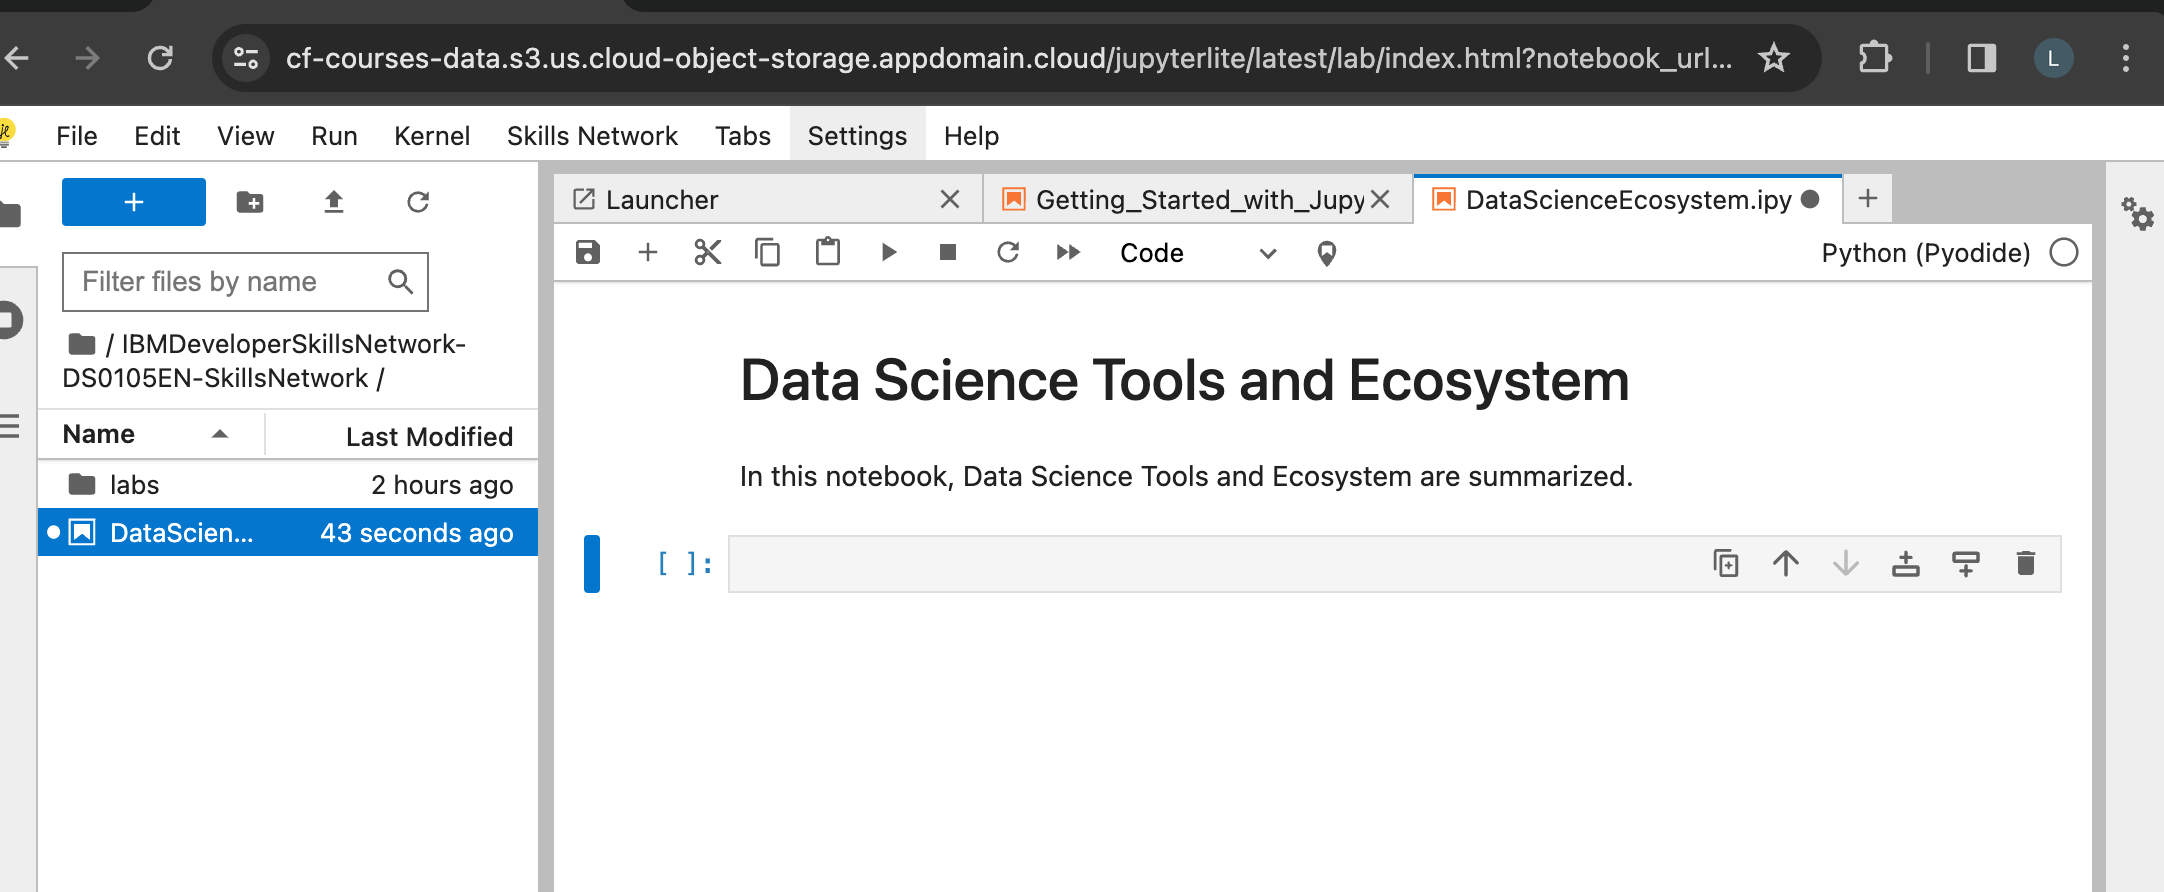 cf-courses-data.s3.us.cloud-object-storage.appdomain.cloud/jupyterlite/latest/lab/index.html?notebook_url...
L
File Edit View Run Kernel Skills Network Tabs Settings Help
Launcher
Getting_Started_with_Jupy
DataScienceEcosystem.ipy
Filter files by name
Code
Python (Pyodide)
/ IBMDeveloperSkillsNetwork-
DS0105EN-SkillsNetwork /
Name Last Modified
labs 2 hours ago
DataScien... 43 seconds ago
Data Science Tools and Ecosystem
In this notebook, Data Science Tools and Ecosystem are summarized.
[ ]: